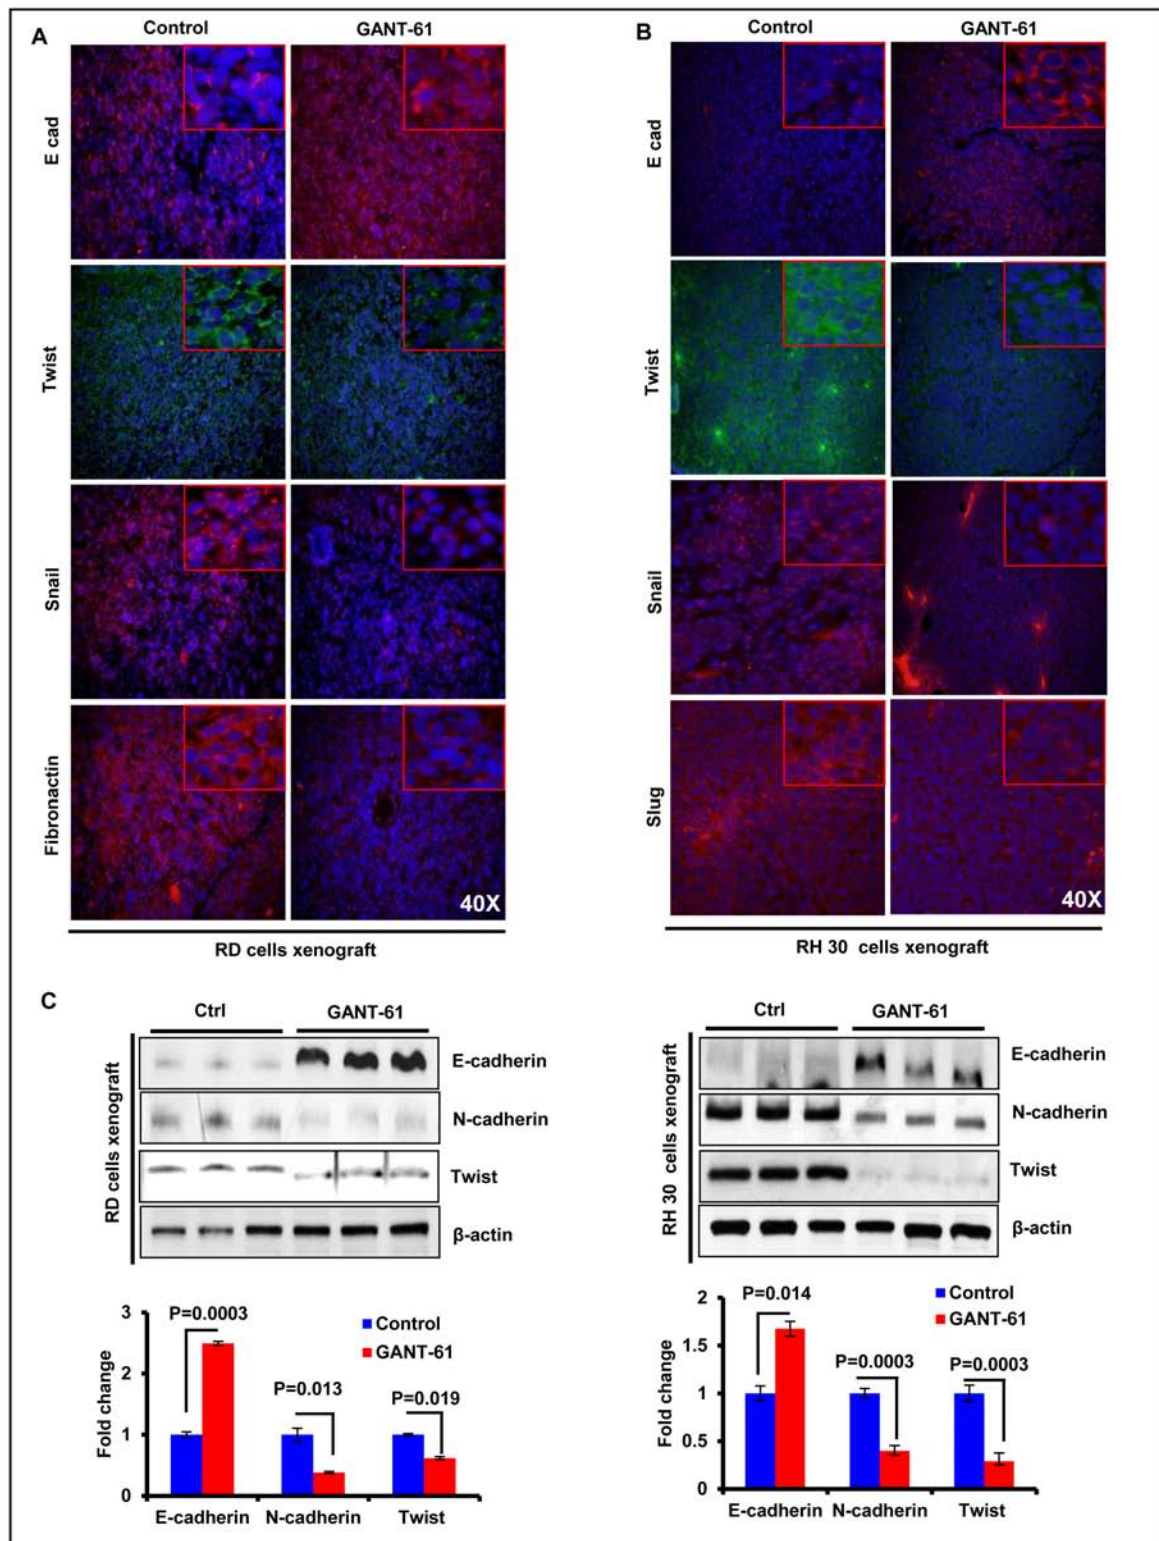 A
Control
GANT-61
E cad
Twist
Snail
Fibronactin
40X
RD cells xenograft
B
Control
GANT-61
E cad
Twist
Snail
Slug
40X
RH 30 cells xenograft
C
Ctrl
GANT-61
RD cells xenograft
E-cadherin
N-cadherin
Twist
β-actin
Ctrl
GANT-61
RH 30 cells xenograft
E-cadherin
N-cadherin
Twist
β-actin
Fold change
3
2
1
0
P=0.0003
P=0.013
P=0.019
Control
GANT-61
E-cadherin
N-cadherin
Twist
Fold change
2
1.5
1
0.5
0
P=0.014
P=0.0003
P=0.0003
Control
GANT-61
E-cadherin
N-cadherin
Twist